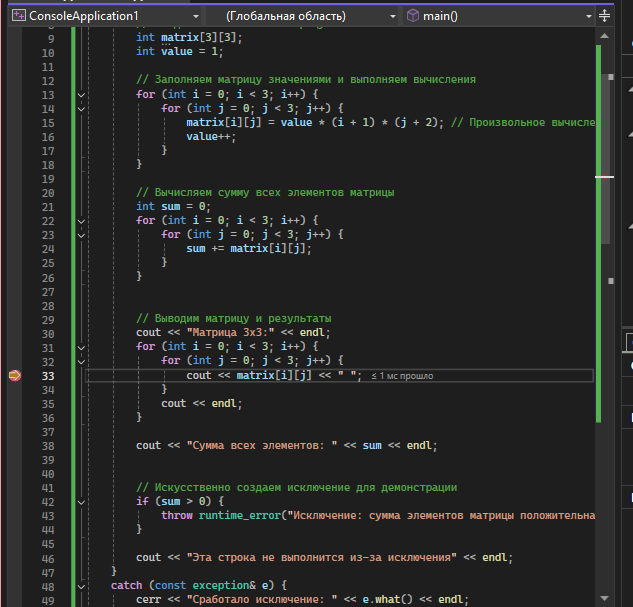 ConsoleApplication1 (Глобальная область) main()
9 int matrix[3][3];
10 int value = 1;
11
12 // Заполняем матрицу значениями и выполняем вычисления
13 for (int i = 0; i < 3; i++) {
14 for (int j = 0; j < 3; j++) {
15 matrix[i][j] = value * (i + 1) * (j + 2); // Произвольное вычисле
16 value++;
17 }
18 }
19
20 // Вычисляем сумму всех элементов матрицы
21 int sum = 0;
22 for (int i = 0; i < 3; i++) {
23 for (int j = 0; j < 3; j++) {
24 sum += matrix[i][j];
25 }
26 }
27
28
29 // Выводим матрицу и результаты
30 cout << "Матрица 3x3:" << endl;
31 for (int i = 0; i < 3; i++) {
32 for (int j = 0; j < 3; j++) {
33 cout << matrix[i][j] << " "; ≤ 1 мс прошло
34 }
35 cout << endl;
36 }
37
38 cout << "Сумма всех элементов: " << sum << endl;
39
40
41 // Искусственно создаем исключение для демонстрации
42 if (sum > 0) {
43 throw runtime_error("Исключение: сумма элементов матрицы положительна
44 }
45
46 cout << "Эта строка не выполнится из-за исключения" << endl;
47 }
48 catch (const exception& e) {
49 cerr << "Сработало исключение: " << e.what() << endl;